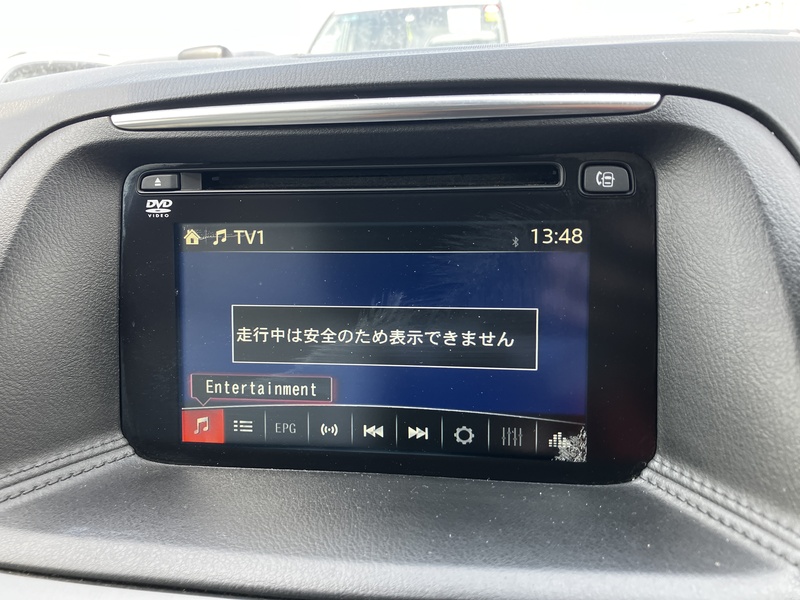 DVD
VIDEO
TV1
13:48
走行中は安全のため表示できません
Entertainment
EPG